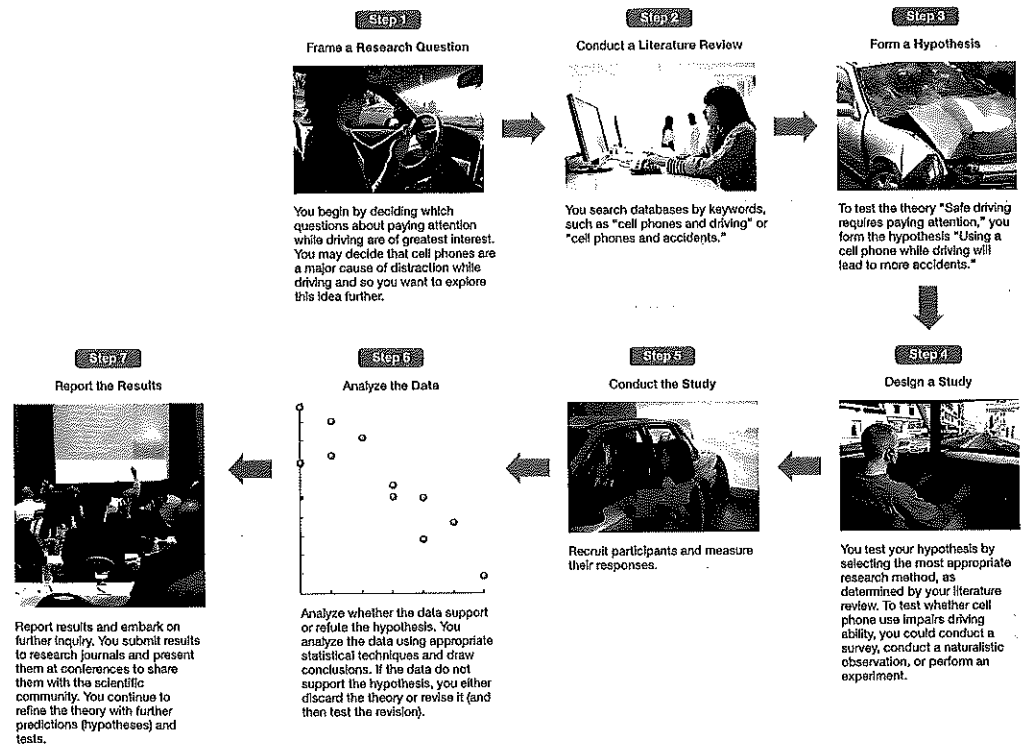 Step 1
Frame a Research Question
You begin by deciding which
questions about paying attention
while driving are of greatest interest.
You may decide that cell phones are
a major cause of distraction while
driving and so you want to explore
this idea further.
Step 2
Conduct a Literature Review
You search databases by keywords,
such as "cell phones and driving" or
"cell phones and accidents."
Step 3
Form a Hypothesis
To test the theory "Safe driving
requires paying attention," you
form the hypothesis "Using a
cell phone while driving will
lead to more accidents."
Step 4
Design a Study
You test your hypothesis by
selecting the most appropriate
research method, as
determined by your literature
review. To test whether cell
phone use impairs driving
ability, you could conduct a
survey, conduct a naturalistic
observation, or perform an
experiment.
Step 5
Conduct the Study
Recruit participants and measure
their responses.
Step 6
Analyze the Data
Analyze whether the data support
or refute the hypothesis. You
analyze the data using appropriate
statistical techniques and draw
conclusions. If the data do not
support the hypothesis, you either
discard the theory or revise it (and
then test the revision).
Step 7
Report the Results
Report results and embark on
further inquiry. You submit results
to research journals and present
them at conferences to share
them with the scientific
community. You continue to
refine the theory with further
predictions (hypotheses) and
tests.